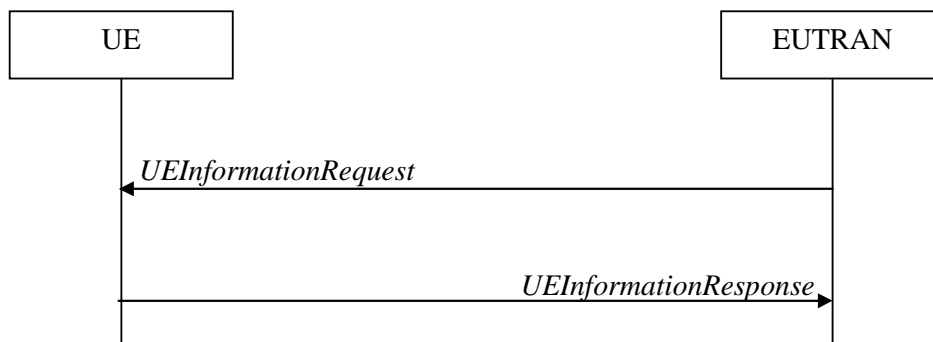 UE
EUTRAN
UEInformationRequest
UEInformationResponse